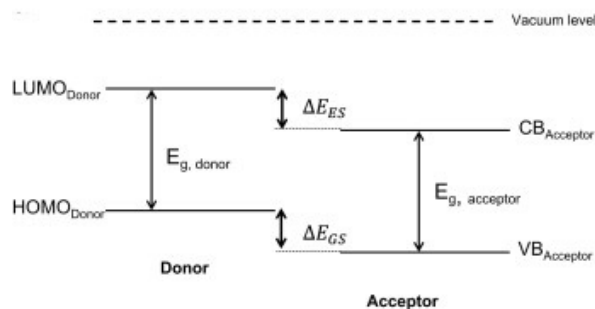 Vacuum level
LUMO_Donor
ΔE_ES
CB_Acceptor
E_g, donor
E_g, acceptor
HOMO_Donor
ΔE_GS
VB_Acceptor
Donor
Acceptor